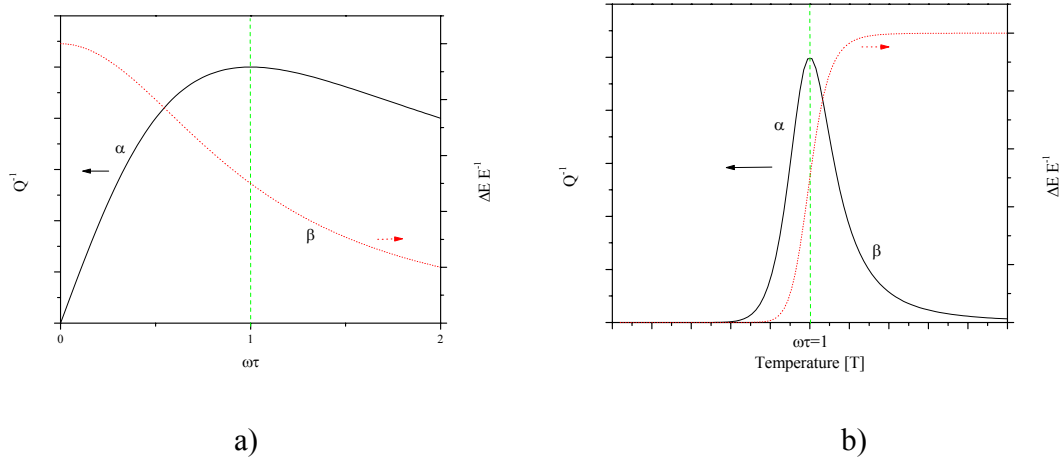 Q⁻¹
α
β
ΔE E⁻¹
0
1
2
ωτ
a)
Q⁻¹
α
β
ΔE E⁻¹
ωτ=1
Temperature [T]
b)